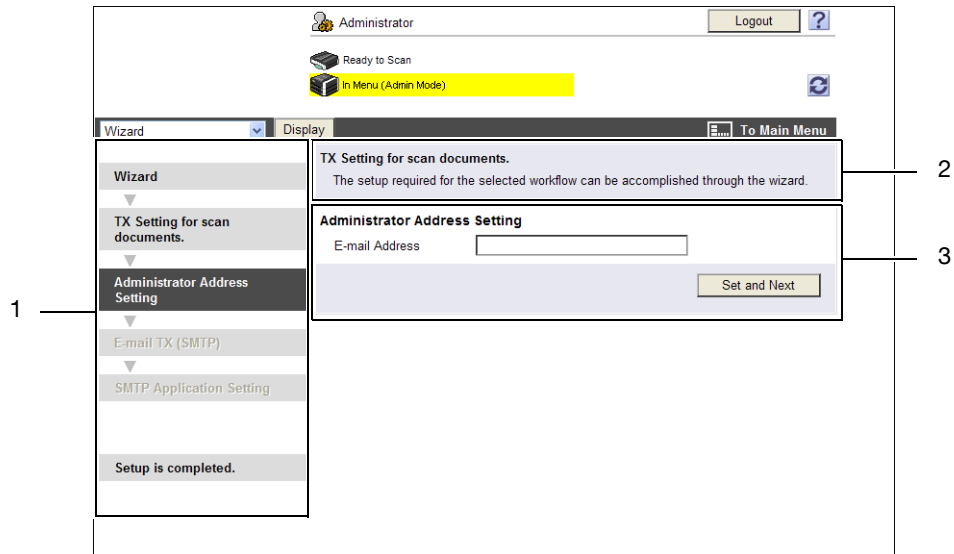 Administrator
Logout
?
Ready to Scan
In Menu (Admin Mode)
Wizard
Display
To Main Menu
Wizard
TX Setting for scan
documents.
Administrator Address
Setting
E-mail TX (SMTP)
SMTP Application Setting
Setup is completed.
1
TX Setting for scan documents.
The setup required for the selected workflow can be accomplished through the wizard.
2
Administrator Address Setting
E-mail Address
Set and Next
3